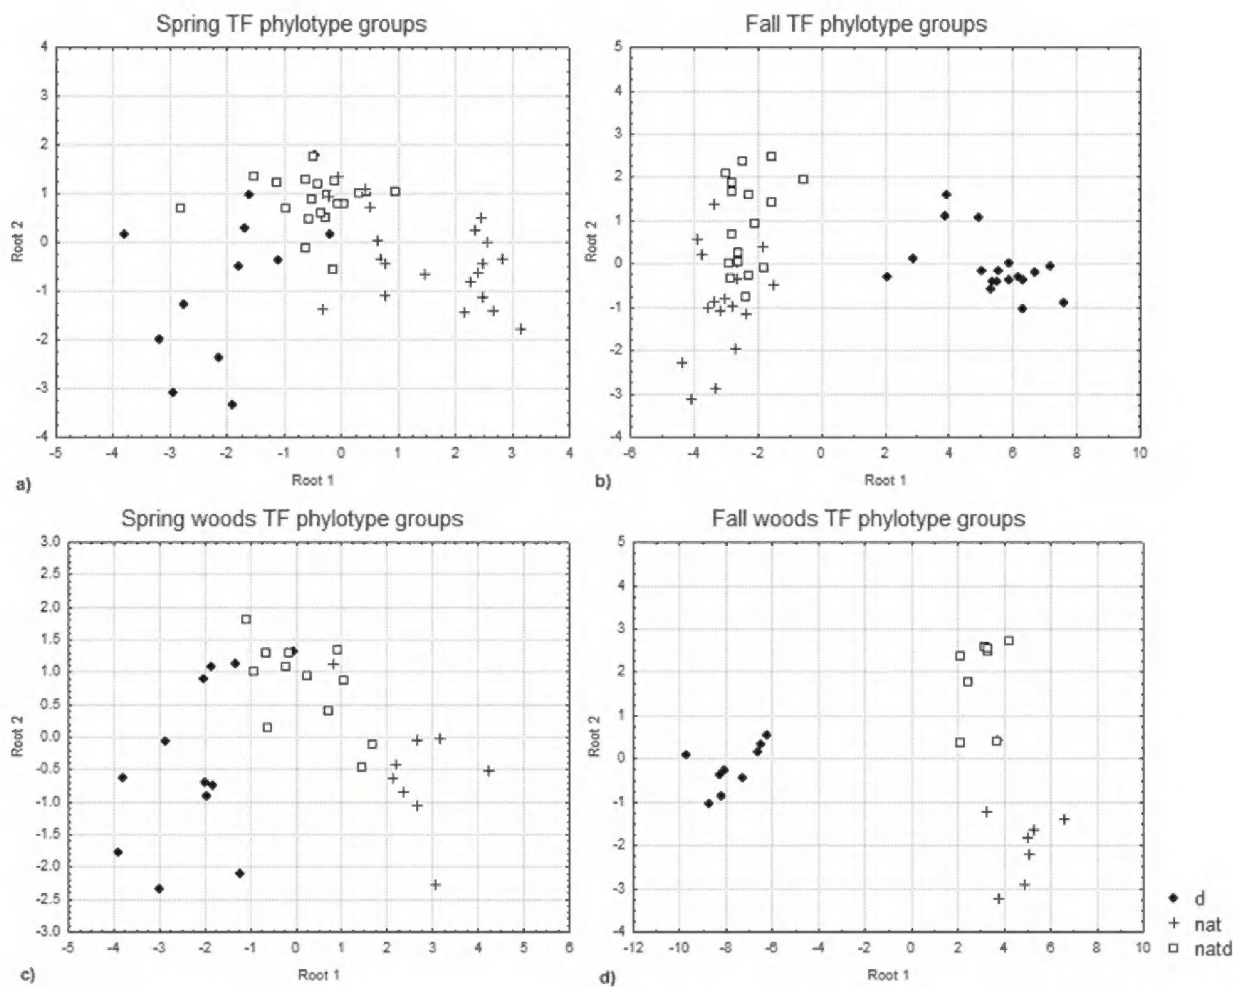 Spring TF phylotype groups
4
3
2
1
0
-1
-2
-3
-4
Root 2
-5 -4 -3 -2 -1 0 1 2 3 4
Root 1
a)
Fall TF phylotype groups
5
4
3
2
1
0
-1
-2
-3
-4
Root 2
-6 -4 -2 0 2 4 6 8 10
Root 1
b)
Spring woods TF phylotype groups
3.0
2.5
2.0
1.5
1.0
0.5
0.0
-0.5
-1.0
-1.5
-2.0
-2.5
-3.0
Root 2
-5 -4 -3 -2 -1 0 1 2 3 4 5 6
Root 1
c)
Fall woods TF phylotype groups
5
4
3
2
1
0
-1
-2
-3
-4
Root 2
-12 -10 -8 -6 -4 -2 0 2 4 6 8 10
Root 1
d)
d
nat
natd